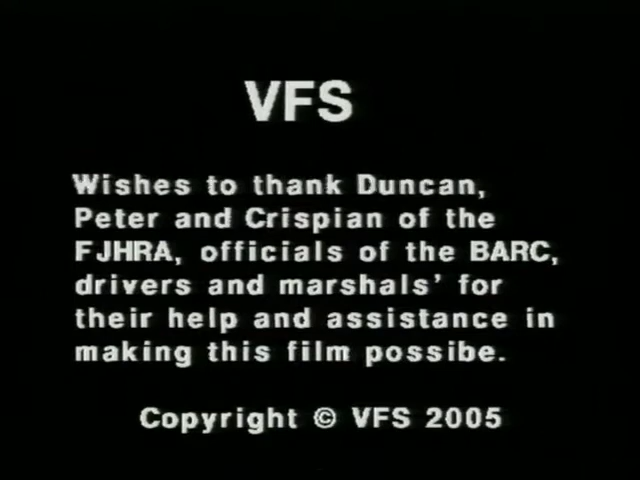 VFS
Wishes to thank Duncan,
Peter and Crispian of the
FJHRA, officials of the BARC,
drivers and marshals' for
their help and assistance in
making this film possibe.
Copyright © VFS 2005